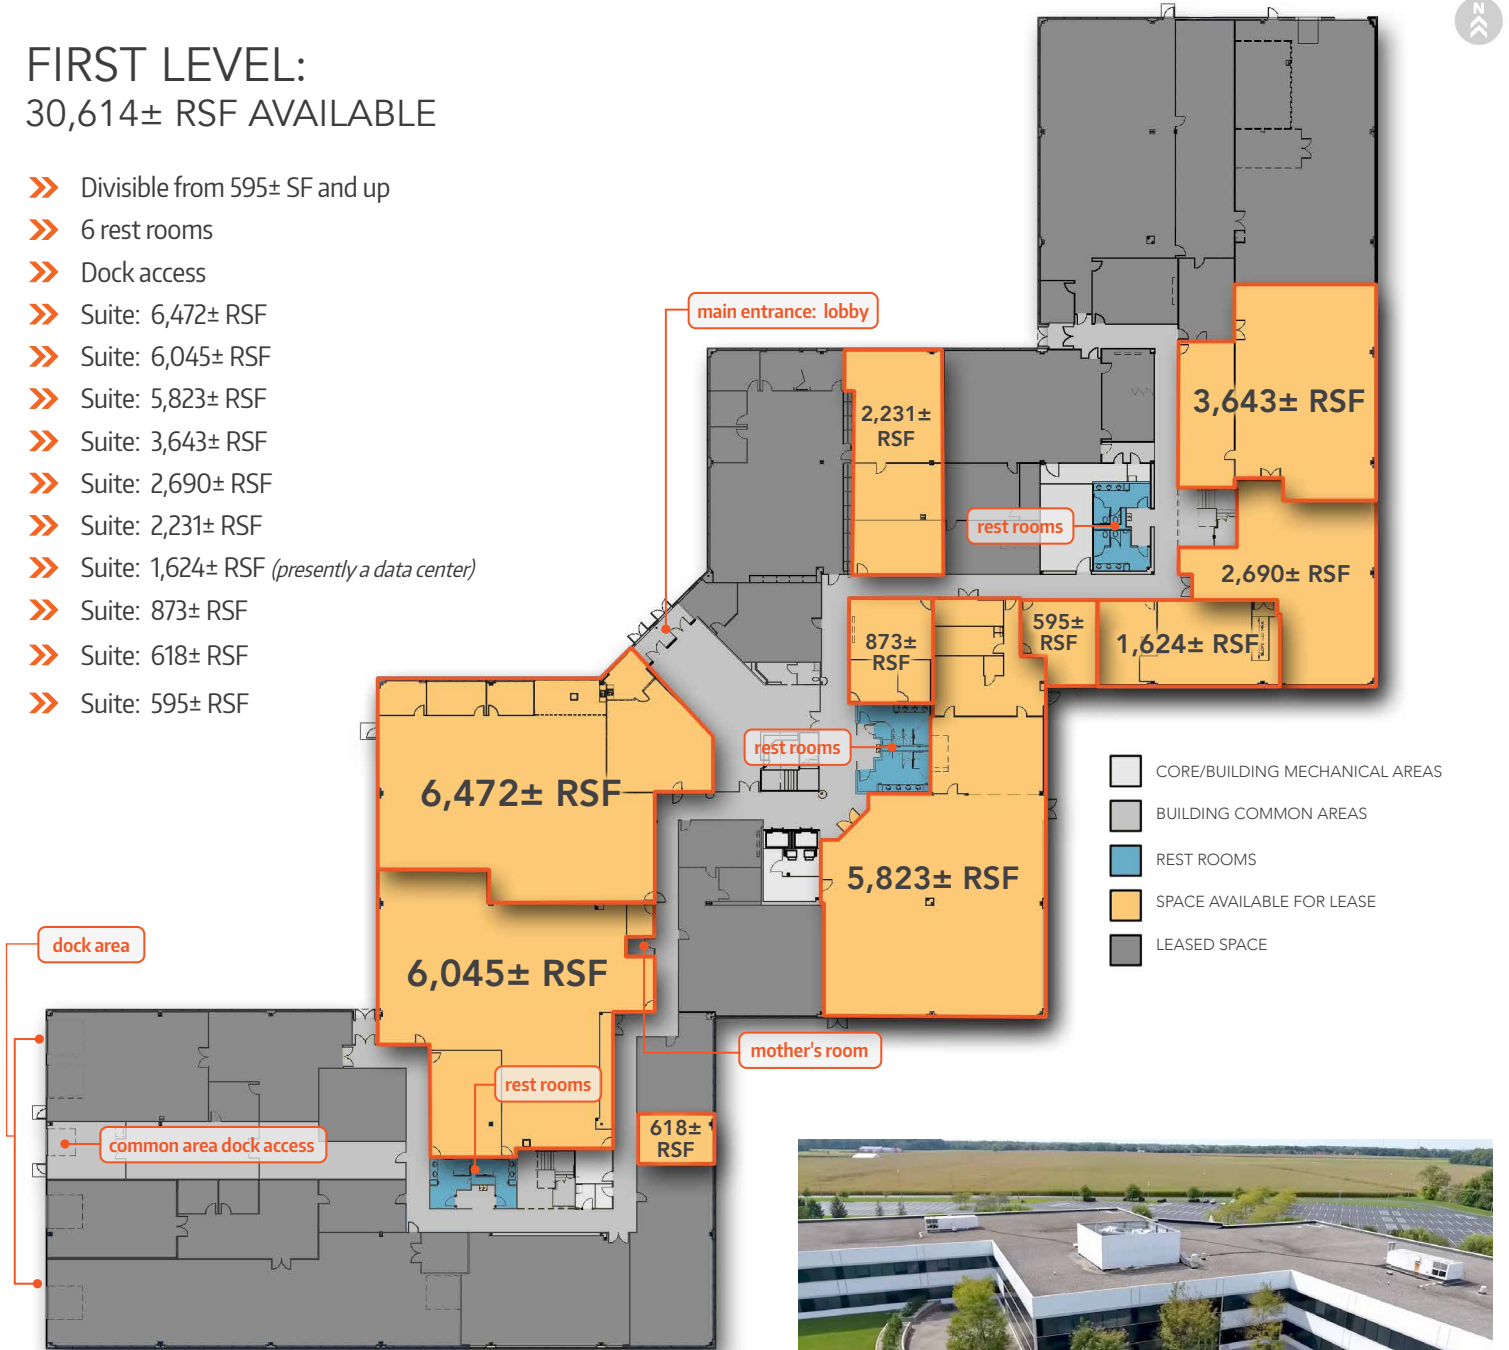 N
FIRST LEVEL:
30,614± RSF AVAILABLE
Divisible from 595± SF and up
6 rest rooms
Dock access
Suite: 6,472± RSF
Suite: 6,045± RSF
Suite: 5,823± RSF
Suite: 3,643± RSF
Suite: 2,690± RSF
Suite: 2,231± RSF
Suite: 1,624± RSF (presently a data center)
Suite: 873± RSF
Suite: 618± RSF
Suite: 595± RSF
main entrance: lobby
2,231±
RSF
3,643± RSF
rest rooms
2,690± RSF
873±
RSF
595±
RSF
1,624± RSF
rest rooms
6,472± RSF
5,823± RSF
CORE/BUILDING MECHANICAL AREAS
BUILDING COMMON AREAS
REST ROOMS
SPACE AVAILABLE FOR LEASE
LEASED SPACE
dock area
6,045± RSF
mother's room
rest rooms
common area dock access
618±
RSF